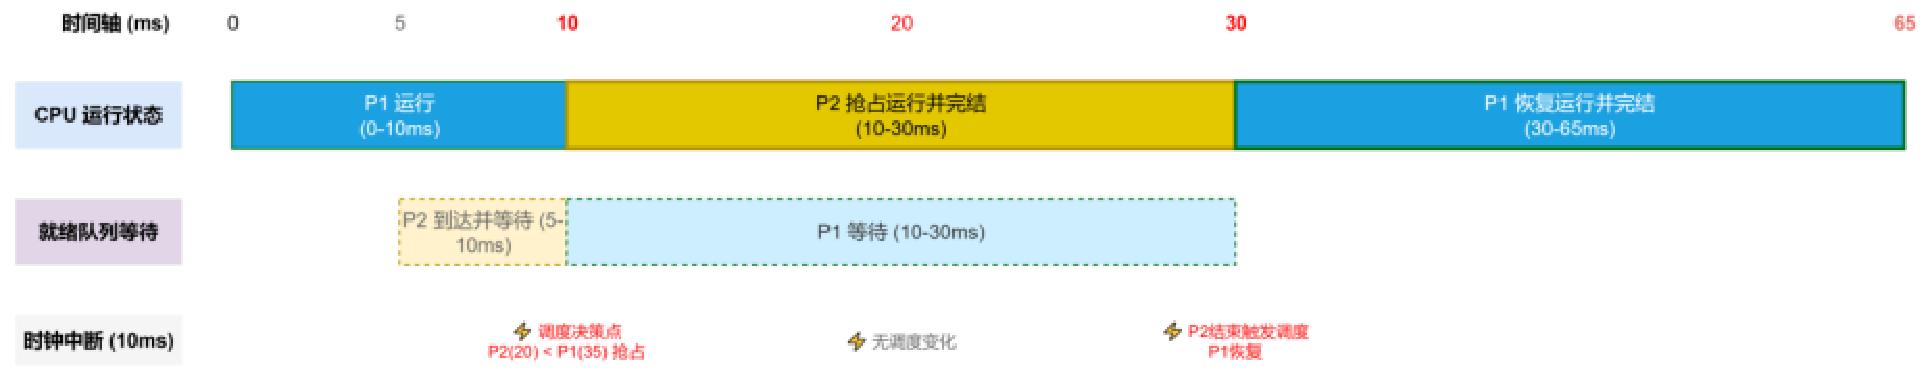 时间轴 (ms) 0 5 10 20 30 65
CPU 运行状态
P1 运行
(0-10ms)
P2 抢占运行并完结
(10-30ms)
P1 恢复运行并完结
(30-65ms)
就绪队列等待
P2 到达并等待 (5-
10ms)
P1 等待 (10-30ms)
时钟中断 (10ms)
⚡ 调度决策点
P2(20) < P1(35) 抢占
⚡ 无调度变化
⚡ P2结束触发调度
P1恢复